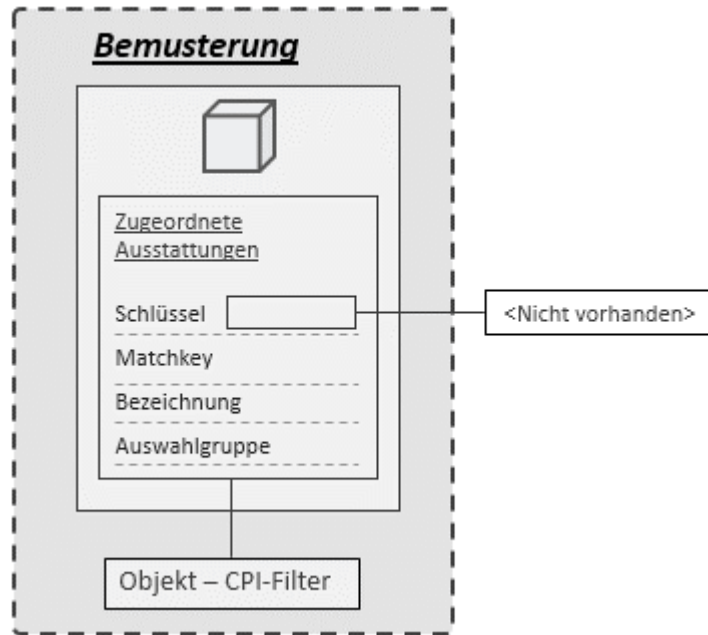 Bemusterung
Zugeordnete
Ausstattungen
Schlüssel
<Nicht vorhanden>
Matchkey
Bezeichnung
Auswahlgruppe
Objekt – CPI-Filter